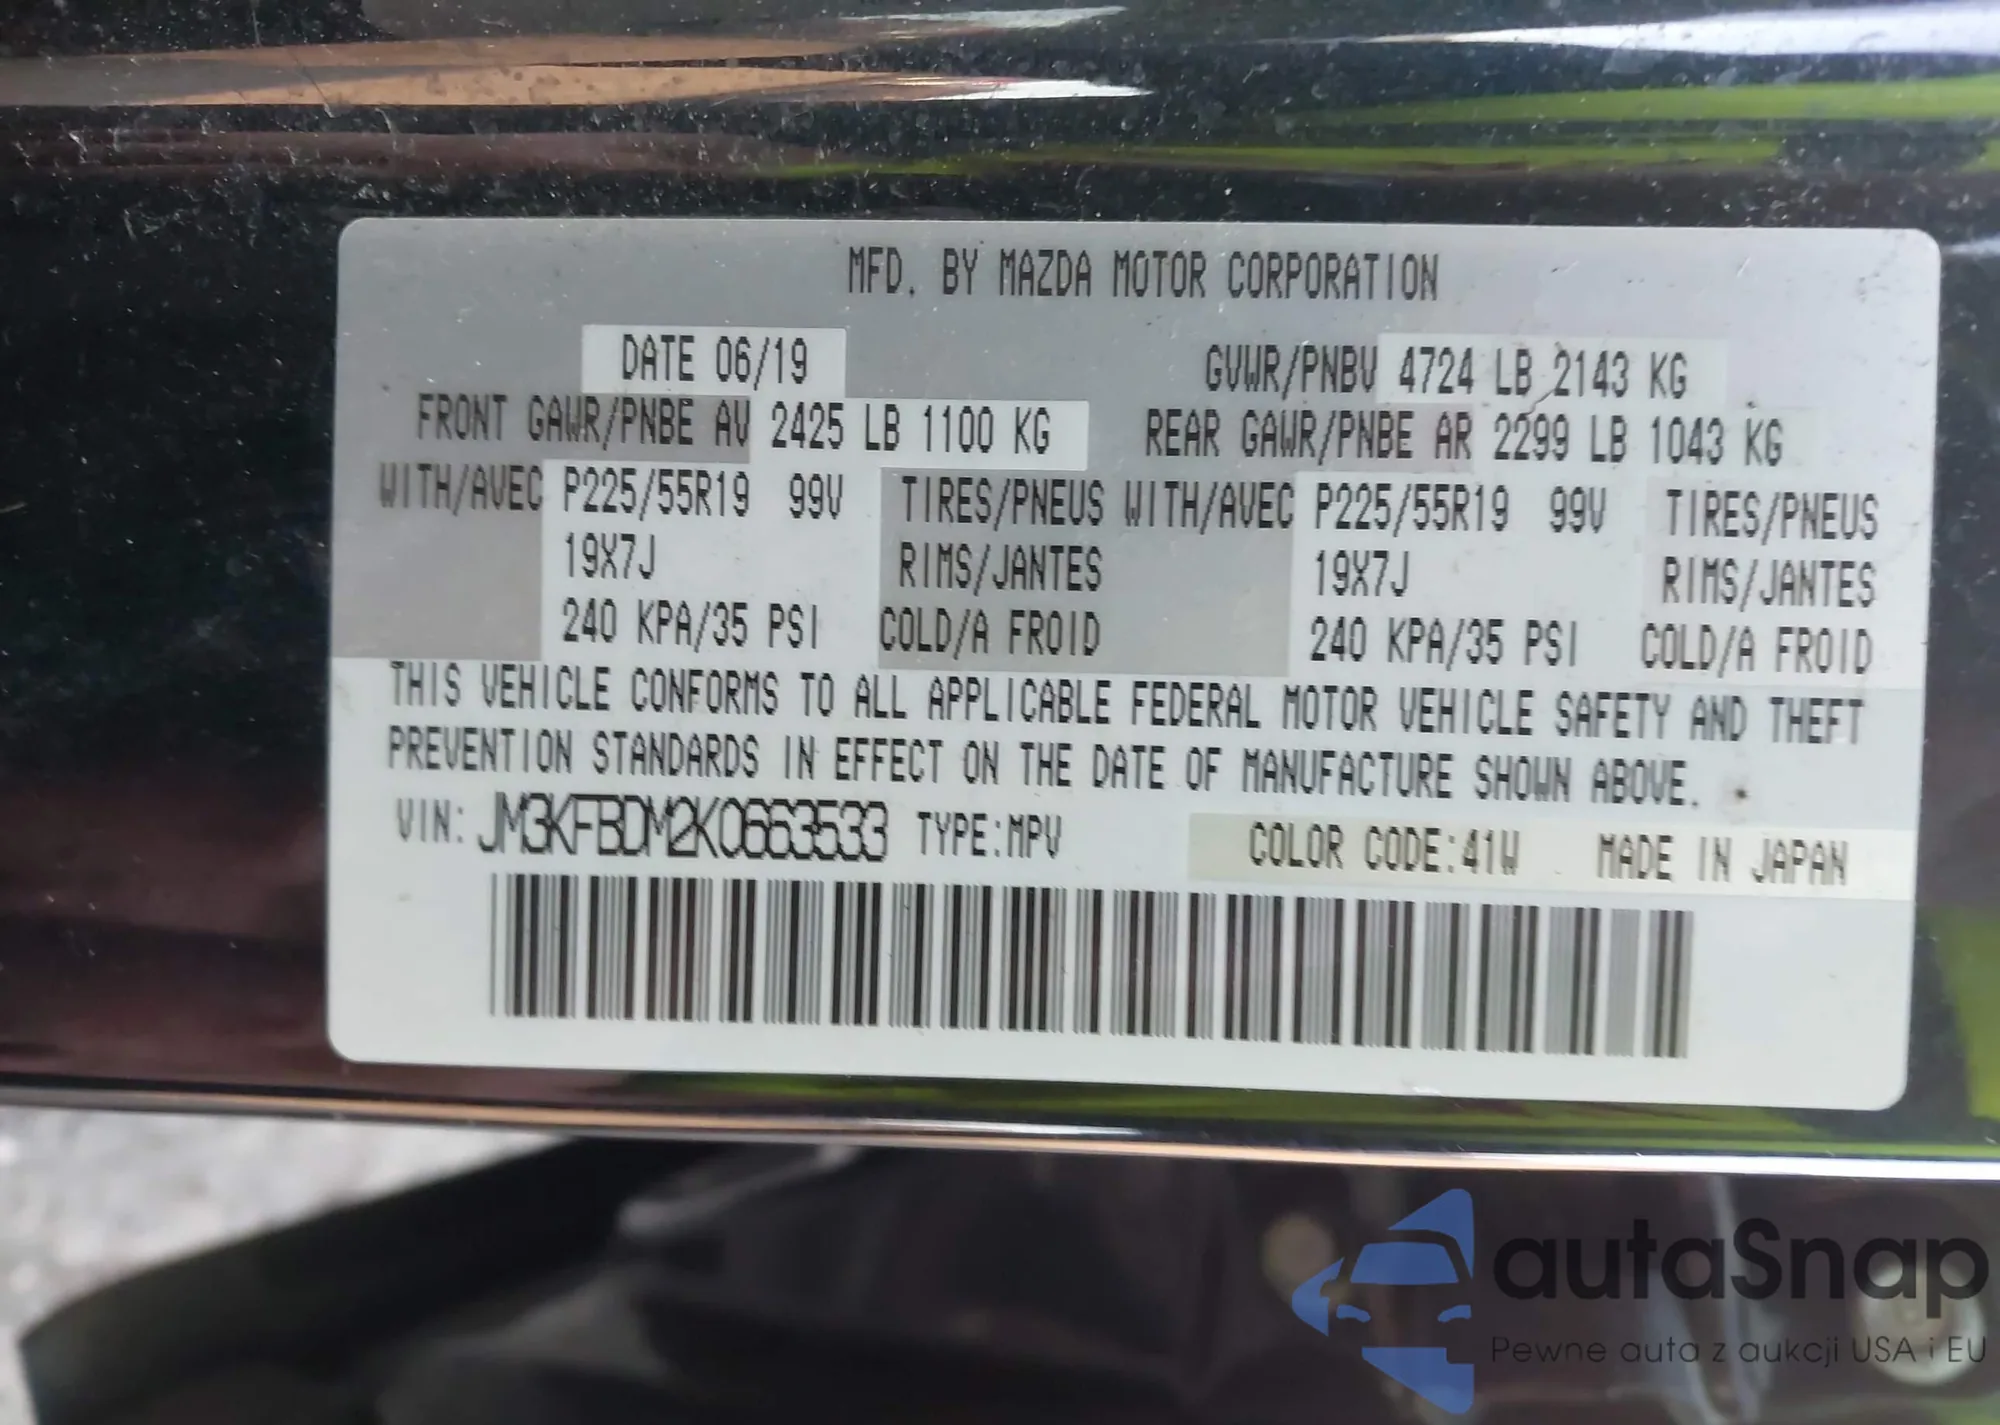 MFD. BY MAZDA MOTOR CORPORATION
DATE 06/19 GVWR/PNBV 4724 LB 2143 KG
FRONT GAWR/PNBE AV 2425 LB 1100 KG REAR GAWR/PNBE AR 2299 LB 1043 KG
WITH/AVEC P225/55R19 99V TIRES/PNEUS WITH/AVEC P225/55R19 99V TIRES/PNEUS
19X7J RIMS/JANTES 19X7J RIMS/JANTES
240 KPA/35 PSI COLD/A FROID 240 KPA/35 PSI COLD/A FROID
THIS VEHICLE CONFORMS TO ALL APPLICABLE FEDERAL MOTOR VEHICLE SAFETY AND THEFT
PREVENTION STANDARDS IN EFFECT ON THE DATE OF MANUFACTURE SHOWN ABOVE.
VIN: JM3KFBDM2K0663533 TYPE:MPV COLOR CODE:41W MADE IN JAPAN
autaSnap
Pewne auta z aukcji USA i EU